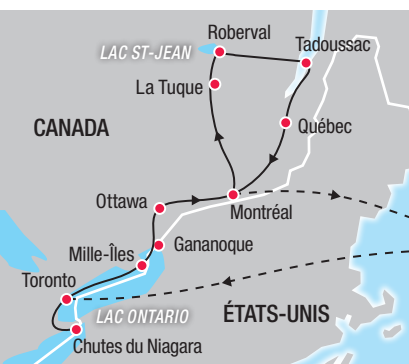 Roberval
LAC ST-JEAN
Tadoussac
La Tuque
CANADA
Québec
Ottawa
Montréal
Gananoque
Mille-Îles
Toronto
LAC ONTARIO
ÉTATS-UNIS
Chutes du Niagara